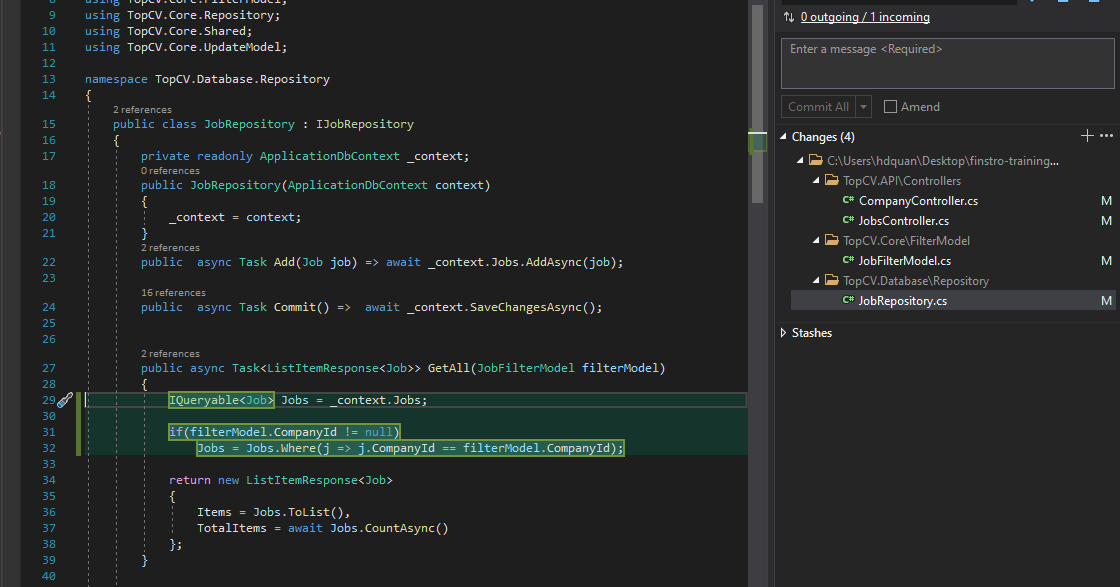 9 using TopCV.Core.FilterModel;
9 using TopCV.Core.Repository;
10 using TopCV.Core.Shared;
11 using TopCV.Core.UpdateModel;
12
13 namespace TopCV.Database.Repository
14 {
2 references
15 public class JobRepository : IJobRepository
16 {
17 private readonly ApplicationDbContext _context;
0 references
18 public JobRepository(ApplicationDbContext context)
19 {
20 _context = context;
21 }
2 references
22 public  async Task Add(Job job) => await _context.Jobs.AddAsync(job);
23
16 references
24 public  async Task Commit() =>  await _context.SaveChangesAsync();
25
26
2 references
27 public async Task<ListItemResponse<Job>> GetAll(JobFilterModel filterModel)
28 {
29 IQueryable<Job> Jobs = _context.Jobs;
30
31 if(filterModel.CompanyId != null)
32 Jobs = Jobs.Where(j => j.CompanyId == filterModel.CompanyId);
33
34 return new ListItemResponse<Job>
35 {
36 Items = Jobs.ToList(),
37 TotalItems = await Jobs.CountAsync()
38 };
39 }
40
0 outgoing / 1 incoming
Enter a message <Required>
Commit All
Amend
Changes (4)
C:\Users\hdquan\Desktop\finstro-training...
TopCV.API\Controllers
C# CompanyController.cs M
C# JobsController.cs M
TopCV.Core\FilterModel
C# JobFilterModel.cs M
TopCV.Database\Repository
C# JobRepository.cs M
Stashes